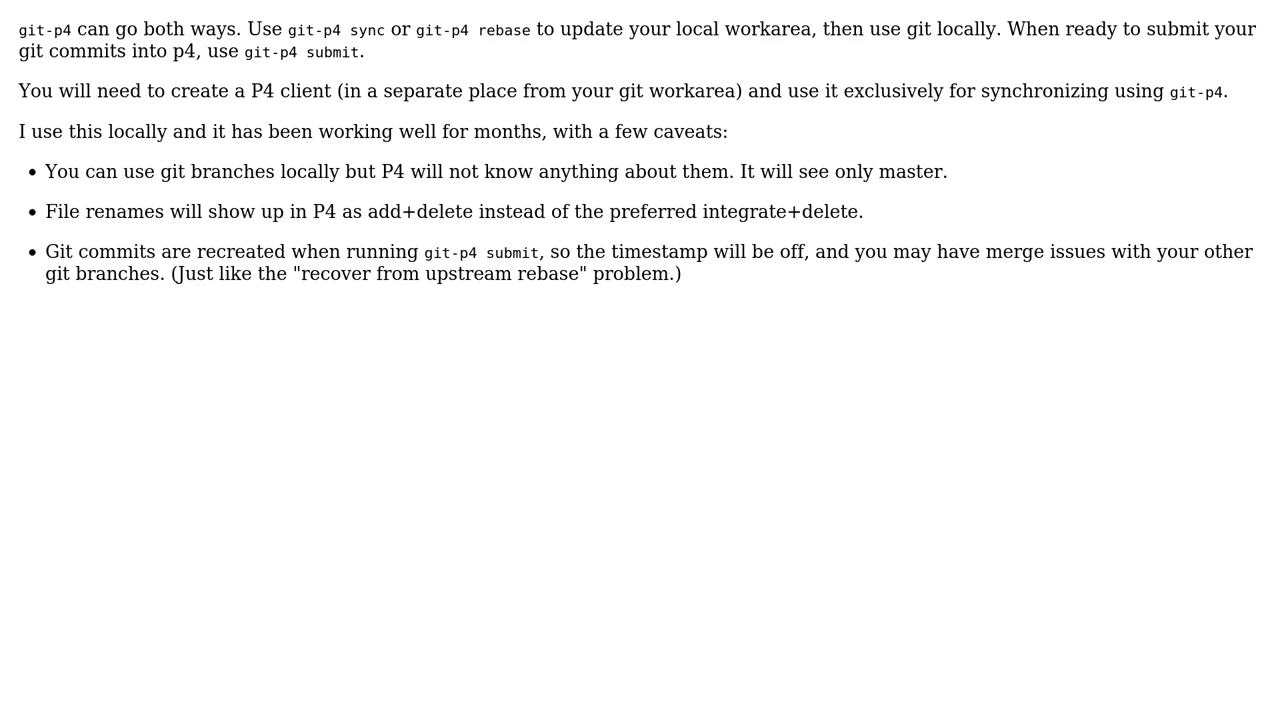 git-p4 can go both ways. Use git-p4 sync or git-p4 rebase to update your local workarea, then use git locally. When ready to submit your
git commits into p4, use git-p4 submit.
You will need to create a P4 client (in a separate place from your git workarea) and use it exclusively for synchronizing using git-p4.
I use this locally and it has been working well for months, with a few caveats:
• You can use git branches locally but P4 will not know anything about them. It will see only master.
• File renames will show up in P4 as add+delete instead of the preferred integrate+delete.
• Git commits are recreated when running git-p4 submit, so the timestamp will be off, and you may have merge issues with your other
git branches. (Just like the "recover from upstream rebase" problem.)